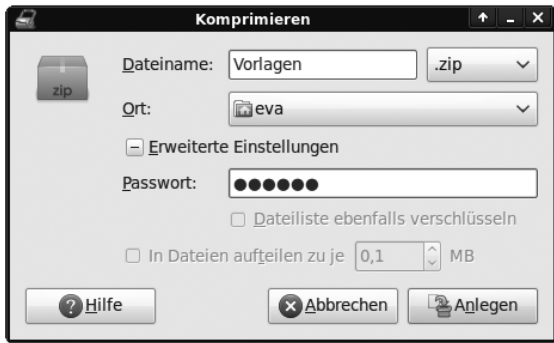 Komprimieren
zip
Dateiname: Vorlagen .zip
Ort: eva
Erweiterte Einstellungen
Passwort: ●●●●●●
Dateiliste ebenfalls verschlüsseln
In Dateien aufteilen zu je 0,1 MB
Hilfe Abbrechen Anlegen